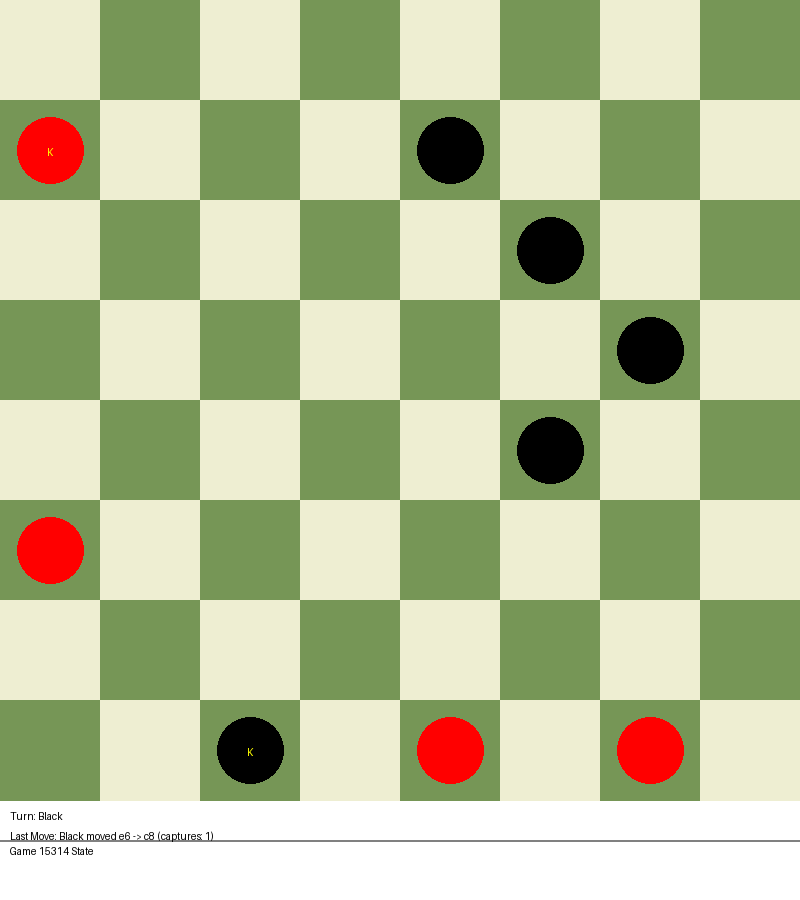 K
K
Turn: Black
Last Move: Black moved e6 -> c8 (captures: 1)
Game 15314 State